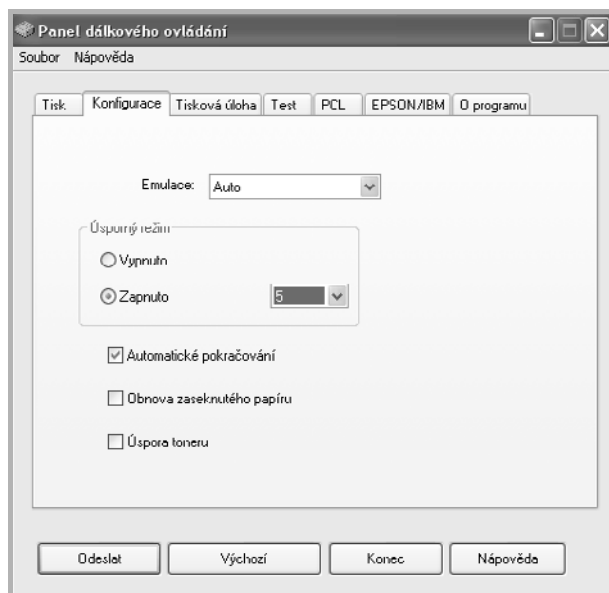 Panel dálkového ovládání
Soubor Nápověda
Tisk Konfigurace Tisková úloha Test PCL EPSON/IBM O programu
Emulace: Auto
Úsporný režim
Vypnuto
Zapnuto 5
Automatické pokračování
Obnova zaseknutého papíru
Úspora toneru
Odeslat Výchozí Konec Nápověda